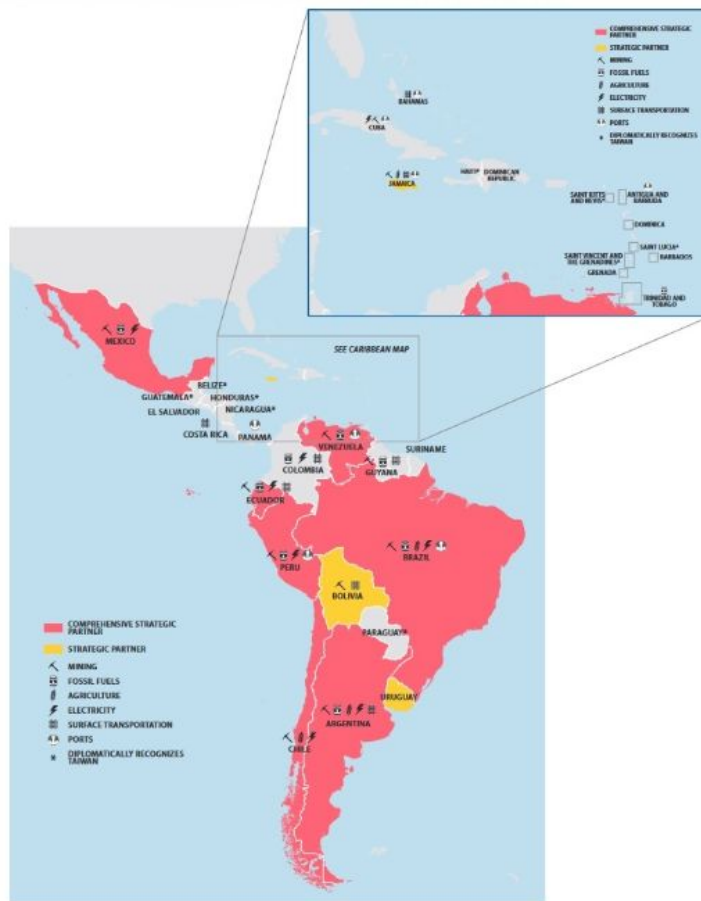 COMPREHENSIVE STRATEGIC
PARTNER
STRATEGIC PARTNER
MINING
FOSSIL FUELS
AGRICULTURE
ELECTRICITY
SURFACE TRANSPORTATION
PORTS
* DIPLOMATICALLY RECOGNIZES
TAIWAN
BAHAMAS
CUBA
JAMAICA
HAITI*
DOMINICAN
REPUBLIC
SAINT KITTS
AND NEVIS*
ANTIGUA AND
BARBUDA
DOMINICA
SAINT LUCIA*
SAINT VINCENT AND
THE GRENADINES*
BARBADOS
GRENADA
TRINIDAD AND
TOBAGO
MEXICO
SEE CARIBBEAN MAP
BELIZE*
GUATEMALA*
HONDURAS*
EL SALVADOR
NICARAGUA*
COSTA RICA
PANAMA
VENEZUELA
SURINAME
COLOMBIA
GUYANA
ECUADOR
PERU
BRAZIL
BOLIVIA
PARAGUAY*
URUGUAY
ARGENTINA
CHILE
COMPREHENSIVE STRATEGIC
PARTNER
STRATEGIC PARTNER
MINING
FOSSIL FUELS
AGRICULTURE
ELECTRICITY
SURFACE TRANSPORTATION
PORTS
* DIPLOMATICALLY RECOGNIZES
TAIWAN